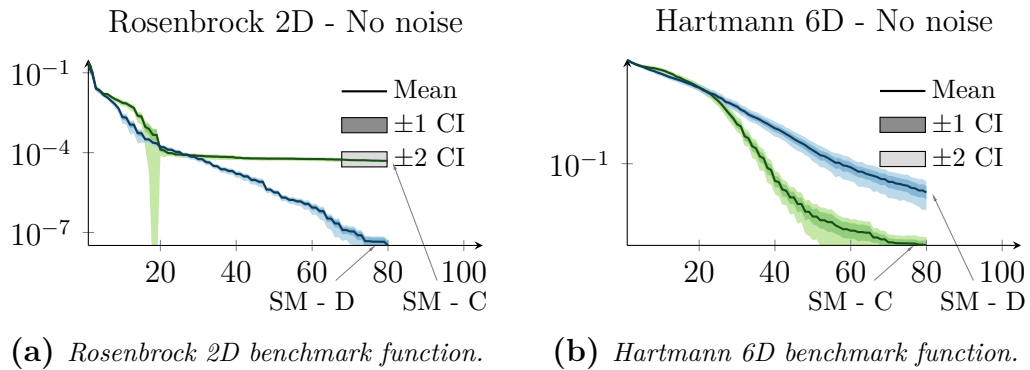 Rosenbrock 2D - No noise
10⁻¹
10⁻⁴
10⁻⁷
Mean
±1 CI
±2 CI
20 40 60 80 100
SM - D SM - C
(a) Rosenbrock 2D benchmark function.
Hartmann 6D - No noise
10⁻¹
Mean
±1 CI
±2 CI
20 40 60 80 100
SM - C SM - D
(b) Hartmann 6D benchmark function.